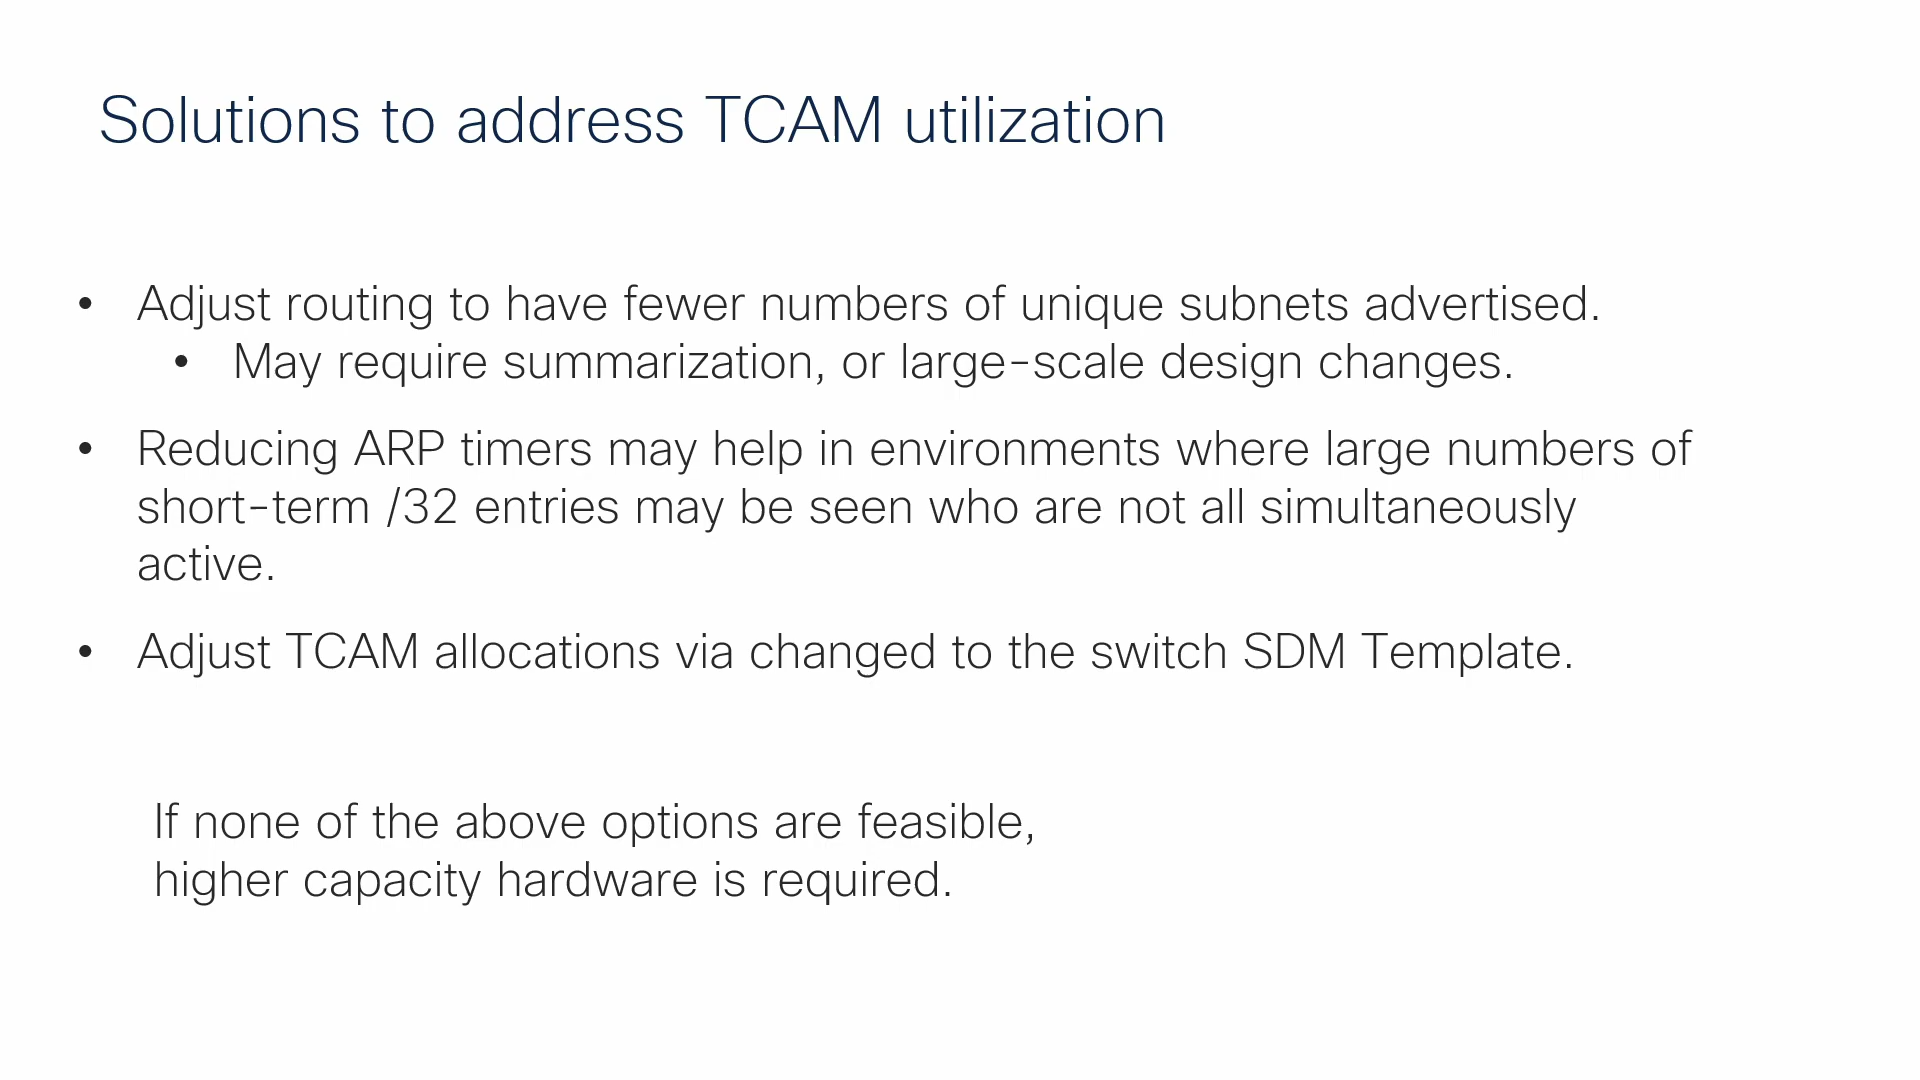 Solutions to address TCAM utilization
• Adjust routing to have fewer numbers of unique subnets advertised.
• May require summarization, or large-scale design changes.
• Reducing ARP timers may help in environments where large numbers of
short-term /32 entries may be seen who are not all simultaneously
active.
• Adjust TCAM allocations via changed to the switch SDM Template.
If none of the above options are feasible,
higher capacity hardware is required.